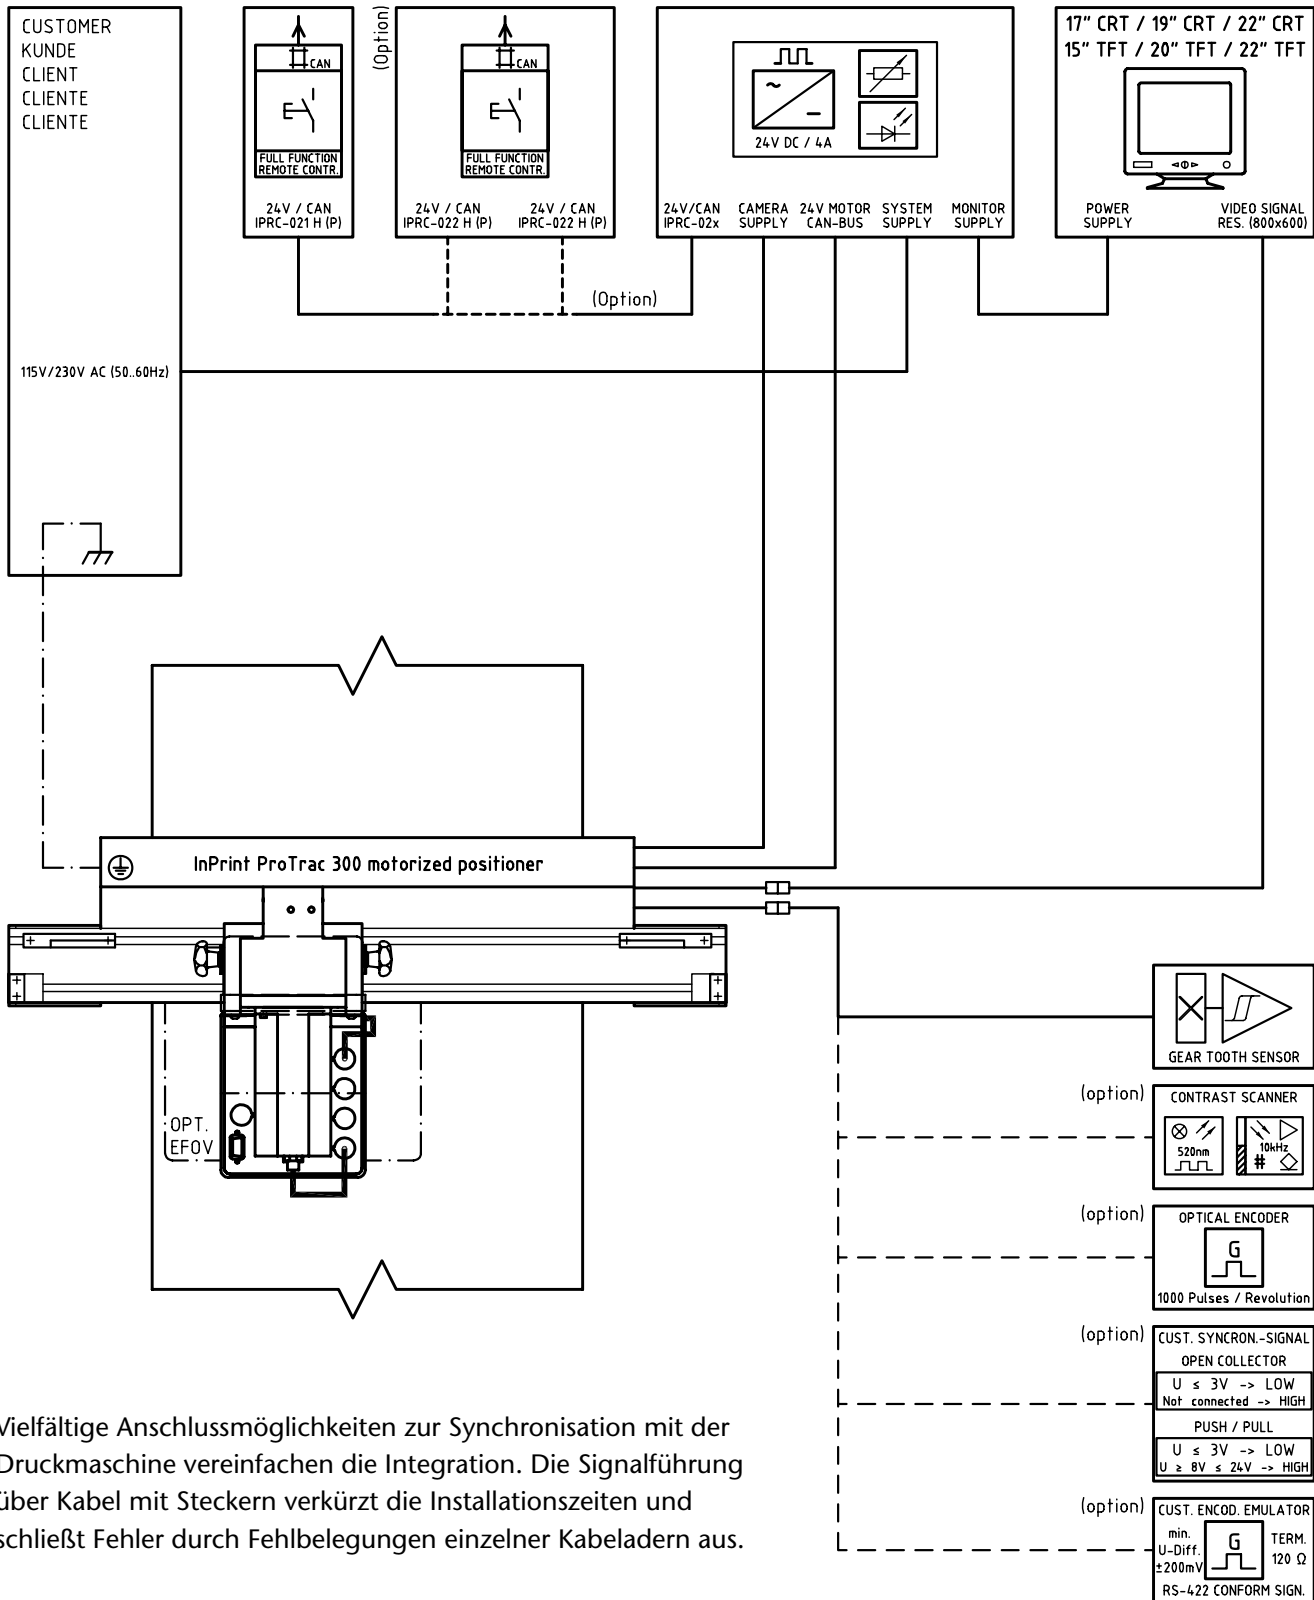 CUSTOMER
KUNDE
CLIENT
CLIENTE
CLIENTE
115V/230V AC (50..60Hz)
CAN
FULL FUNCTION
REMOTE CONTR.
24V / CAN
IPRC-021 H (P)
(Option)
CAN
FULL FUNCTION
REMOTE CONTR.
24V / CAN
IPRC-022 H (P)
24V / CAN
IPRC-022 H (P)
(Option)
24V DC / 4A
24V/CAN
IPRC-02x
CAMERA
SUPPLY
24V MOTOR
CAN-BUS
SYSTEM
SUPPLY
MONITOR
SUPPLY
17" CRT / 19" CRT / 22" CRT
15" TFT / 20" TFT / 22" TFT
POWER
SUPPLY
VIDEO SIGNAL
RES. (800x600)
InPrint ProTrac 300 motorized positioner
OPT.
EFOV
GEAR TOOTH SENSOR
(option)
CONTRAST SCANNER
520nm
10kHz
#
(option)
OPTICAL ENCODER
G
1000 Pulses / Revolution
(option)
CUST. SYNCRON.-SIGNAL
OPEN COLLECTOR
U ≤ 3V -> LOW
Not connected -> HIGH
PUSH / PULL
U ≤ 3V -> LOW
U ≥ 8V ≤ 24V -> HIGH
(option)
CUST. ENCOD. EMULATOR
min.
U-Diff.
±200mV
G
TERM.
120 Ω
RS-422 CONFORM SIGN.
Vielfältige Anschlussmöglichkeiten zur Synchronisation mit der
Druckmaschine vereinfachen die Integration. Die Signalführung
über Kabel mit Steckern verkürzt die Installationszeiten und
schließt Fehler durch Fehlbelegungen einzelner Kabeladern aus.